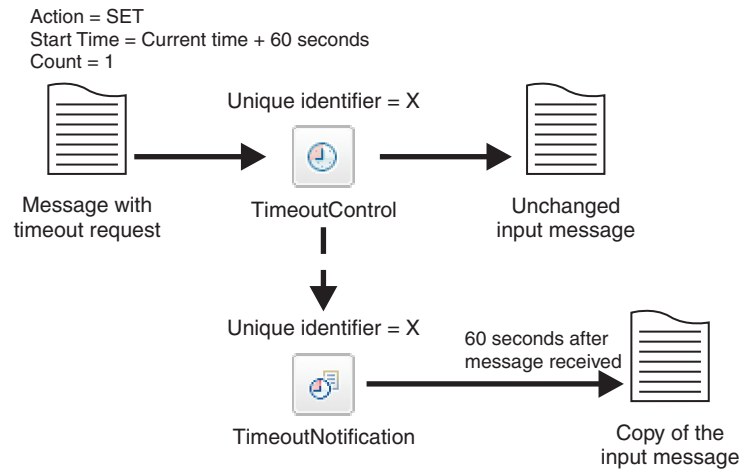 Action = SET
Start Time = Current time + 60 seconds
Count = 1
Unique identifier = X
Message with
timeout request
TimeoutControl
Unchanged
input message
Unique identifier = X
60 seconds after
message received
TimeoutNotification
Copy of the
input message